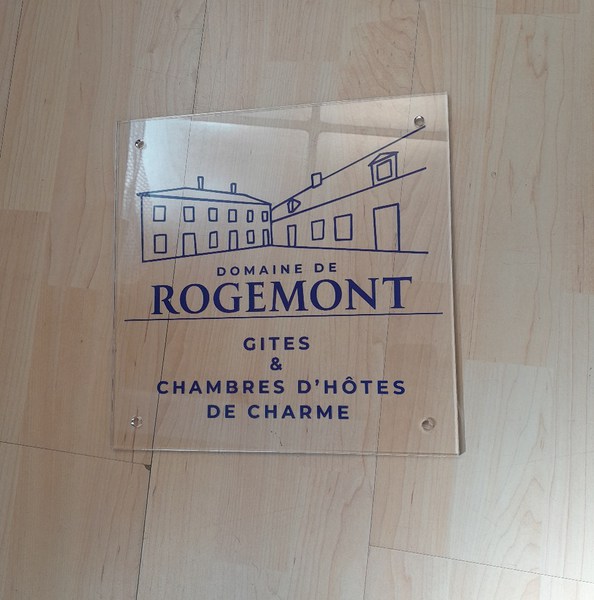 DOMAINE DE
ROGEMONT
GITES
&
CHAMBRES D'HÔTES
DE CHARME